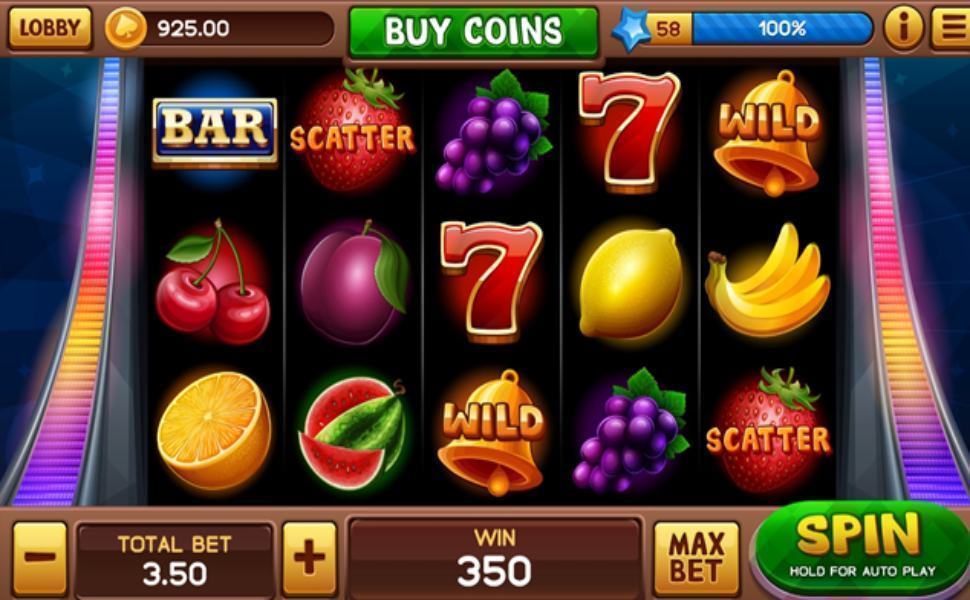 LOBBY
925.00
BUY COINS
58
100%
i
BAR
SCATTER
7
WILD
7
WILD
SCATTER
-
TOTAL BET
3.50
+
WIN
350
MAX
BET
SPIN
HOLD FOR AUTO PLAY